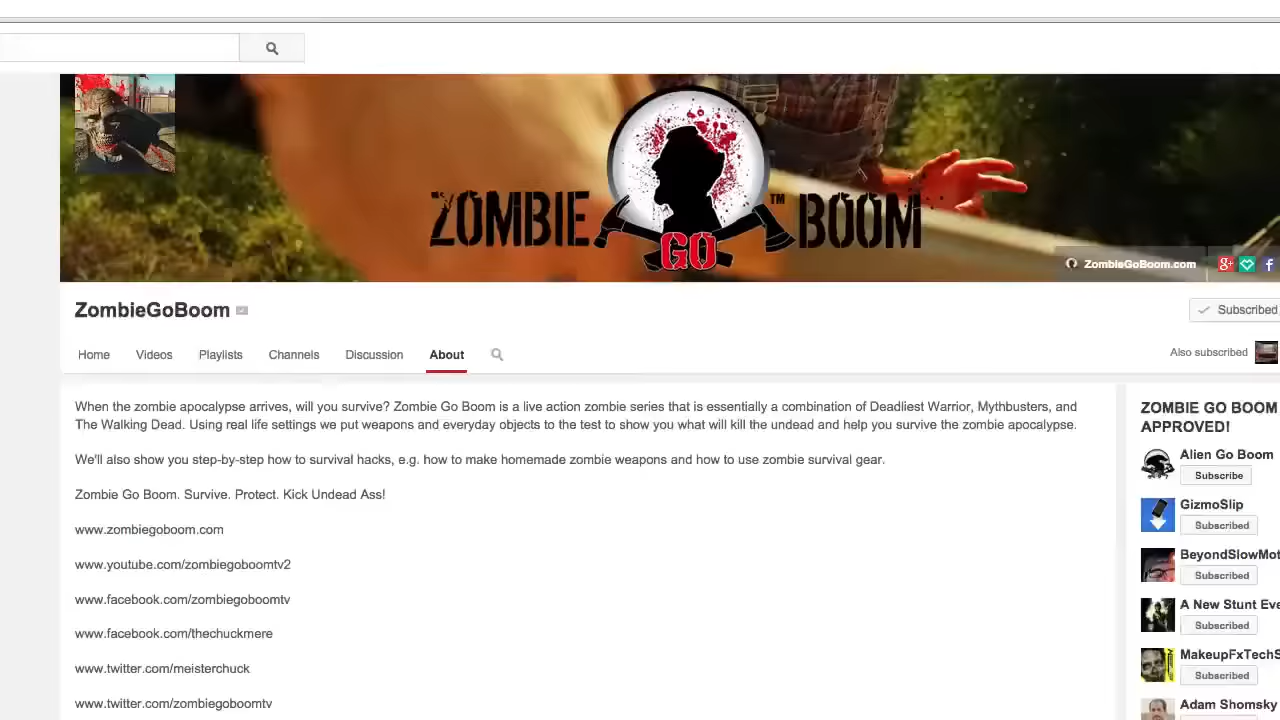 ZOMBIE GO BOOM
TM
ZombieGoBoom.com
ZombieGoBoom
Subscribed
Home Videos Playlists Channels Discussion About
Also subscribed
When the zombie apocalypse arrives, will you survive? Zombie Go Boom is a live action zombie series that is essentially a combination of Deadliest Warrior, Mythbusters, and
The Walking Dead. Using real life settings we put weapons and everyday objects to the test to show you what will kill the undead and help you survive the zombie apocalypse.
We'll also show you step-by-step how to survival hacks, e.g. how to make homemade zombie weapons and how to use zombie survival gear.
Zombie Go Boom. Survive. Protect. Kick Undead Ass!
www.zombiegoboom.com
www.youtube.com/zombiegoboomtv2
www.facebook.com/zombiegoboomtv
www.facebook.com/thechuckmere
www.twitter.com/meisterchuck
www.twitter.com/zombiegoboomtv
ZOMBIE GO BOOM
APPROVED!
Alien Go Boom
Subscribe
GizmoSlip
Subscribed
BeyondSlowMot
Subscribed
A New Stunt Eve
Subscribed
MakeupFxTechS
Subscribed
Adam Shomsky